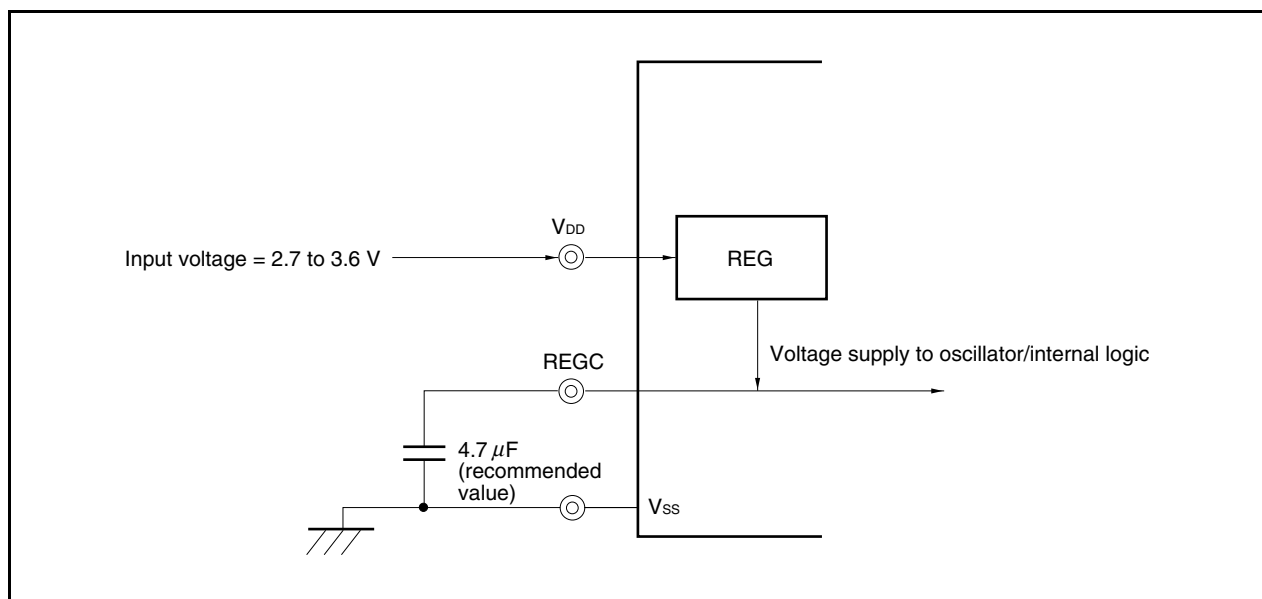 VDD
Input voltage = 2.7 to 3.6 V
REG
Voltage supply to oscillator/internal logic
REGC
4.7 μF
(recommended
value)
VSS